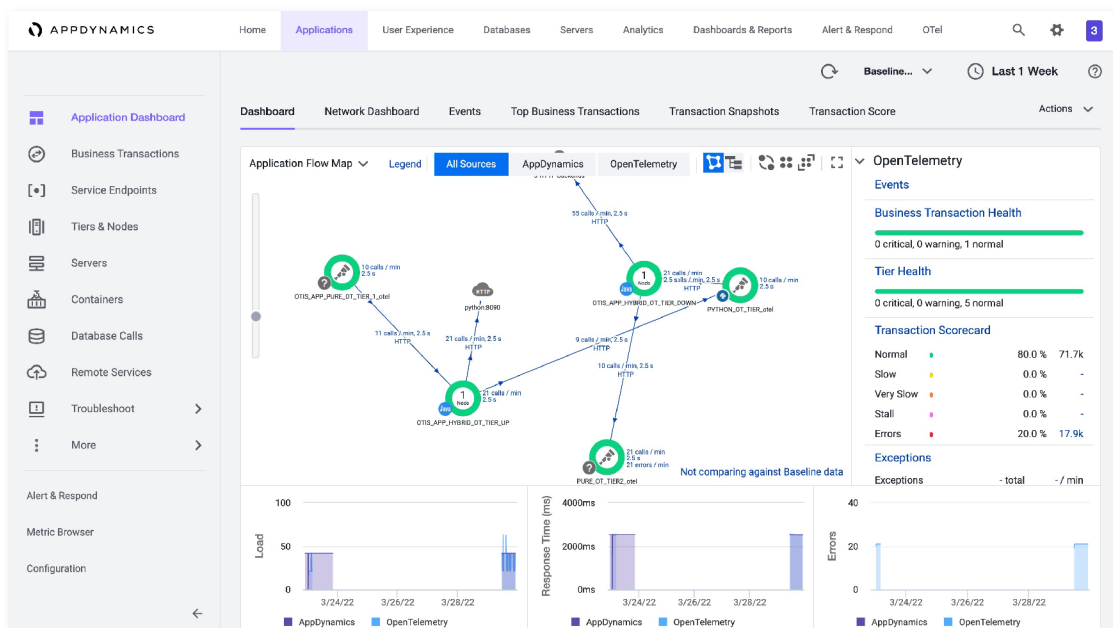 APPDYNAMICS
Home Applications User Experience Databases Servers Analytics Dashboards & Reports Alert & Respond OTel 3
Baseline... Last 1 Week
Dashboard Network Dashboard Events Top Business Transactions Transaction Snapshots Transaction Score Actions
Application Dashboard
Business Transactions
Service Endpoints
Tiers & Nodes
Servers
Containers
Database Calls
Remote Services
Troubleshoot
More
Alert & Respond
Metric Browser
Configuration
Application Flow Map Legend All Sources AppDynamics OpenTelemetry
55 calls / min, 2.5 s
HTTP
10 calls / min
2.5 s
OTIS_APP_PURE_OT_TIER_1_otel
HTTP
python:8090
1
Node
Java
21 calls / min
HTTP
OTIS_APP_HYBRID_OT_TIER_DOWN
10 calls / min
2.5 s
PYTHON_OT_TIER_otel
11 calls / min, 2.5 s
HTTP
21 calls / min, 2.5 s
HTTP
9 calls / min, 2.5 s
HTTP
10 calls / min, 2.5 s
HTTP
1
Node
Java
21 calls / min
2.5 s
OTIS_APP_HYBRID_OT_TIER_UP
21 calls / min
2.5 s
21 errors / min
PURE_OT_TIER2_otel
Not comparing against Baseline data
OpenTelemetry
Events
Business Transaction Health
0 critical, 0 warning, 1 normal
Tier Health
0 critical, 0 warning, 5 normal
Transaction Scorecard
Normal 80.0 % 71.7k
Slow 0.0 % -
Very Slow 0.0 % -
Stall 0.0 % -
Errors 20.0 % 17.9k
Exceptions
Exceptions - total - / min
Load
100
50
0
3/24/22 3/26/22 3/28/22
AppDynamics OpenTelemetry
Response Time (ms)
4000ms
2000ms
0ms
3/24/22 3/26/22 3/28/22
AppDynamics OpenTelemetry
Errors
40
20
0
3/24/22 3/26/22 3/28/22
AppDynamics OpenTelemetry